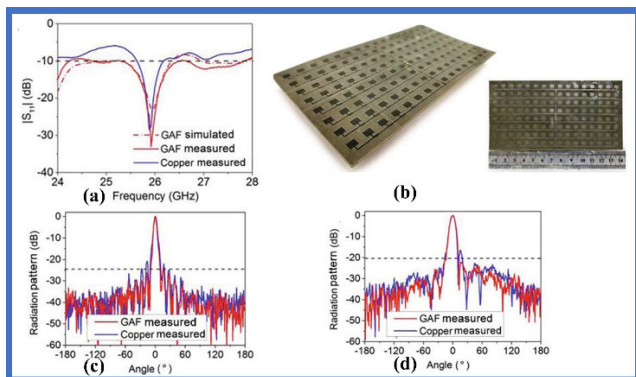 0
-10
-20
-30
-40
|S₁₁| (dB)
GAF simulated
GAF measured
Copper measured
24 25 26 27 28
(a) Frequency (GHz)
(b)
0
-10
-20
-30
-40
-50
-60
Radiation pattern (dB)
GAF measured
Copper measured
-180 -120 -60 0 60 120 180
(c) Angle (°)
0
-10
-20
-30
-40
-50
-60
Radiation pattern (dB)
GAF measured
Copper measured
-180 -120 -60 0 60 120 180
Angle (°) (d)